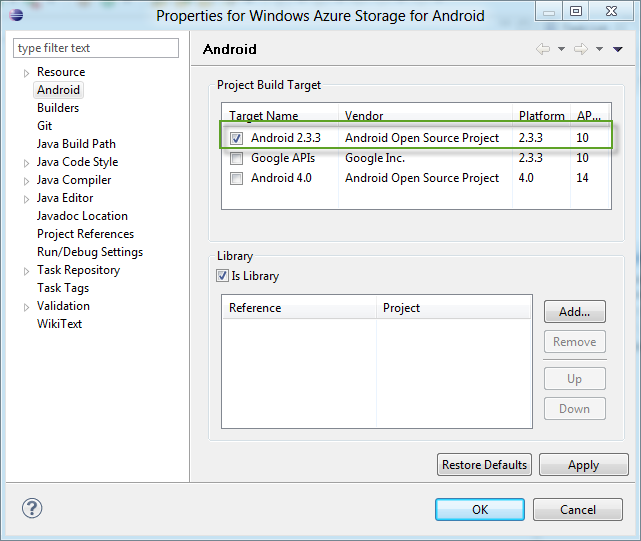 Properties for Windows Azure Storage for Android
type filter text
Resource
Android
Builders
Git
Java Build Path
Java Code Style
Java Compiler
Java Editor
Javadoc Location
Project References
Run/Debug Settings
Task Repository
Task Tags
Validation
WikiText
Android
Project Build Target
Target Name Vendor Platform AP...
Android 2.3.3 Android Open Source Project 2.3.3 10
Google APIs Google Inc. 2.3.3 10
Android 4.0 Android Open Source Project 4.0 14
Library
Is Library
Reference Project
Add...
Remove
Up
Down
Restore Defaults Apply
? OK Cancel